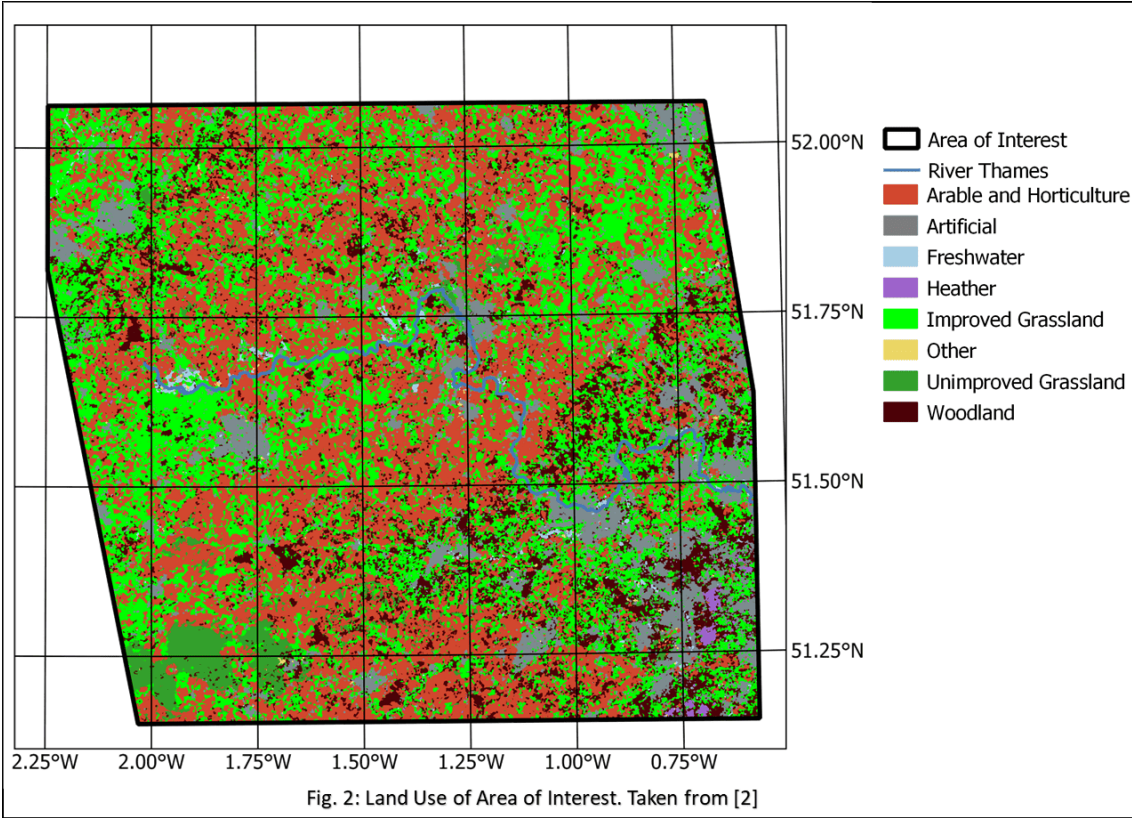 52.00°N
Area of Interest
River Thames
Arable and Horticulture
Artificial
Freshwater
Heather
51.75°N
Improved Grassland
Other
Unimproved Grassland
Woodland
51.50°N
51.25°N
2.25°W 2.00°W 1.75°W 1.50°W 1.25°W 1.00°W 0.75°W
Fig. 2: Land Use of Area of Interest. Taken from [2]